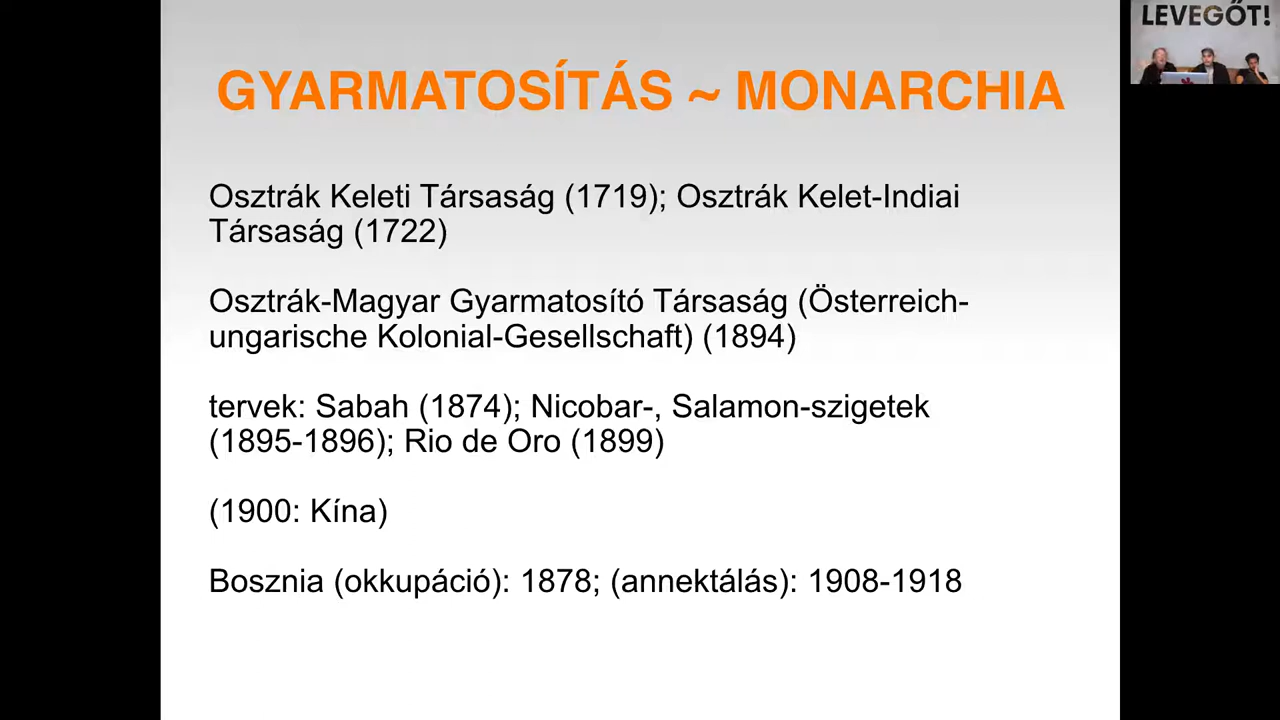 LEVEGŐT!
GYARMATOSÍTÁS ~ MONARCHIA
Osztrák Keleti Társaság (1719); Osztrák Kelet-Indiai
Társaság (1722)
Osztrák-Magyar Gyarmatosító Társaság (Österreich-
ungarische Kolonial-Gesellschaft) (1894)
tervek: Sabah (1874); Nicobar-, Salamon-szigetek
(1895-1896); Rio de Oro (1899)
(1900: Kína)
Bosznia (okkupáció): 1878; (annektálás): 1908-1918